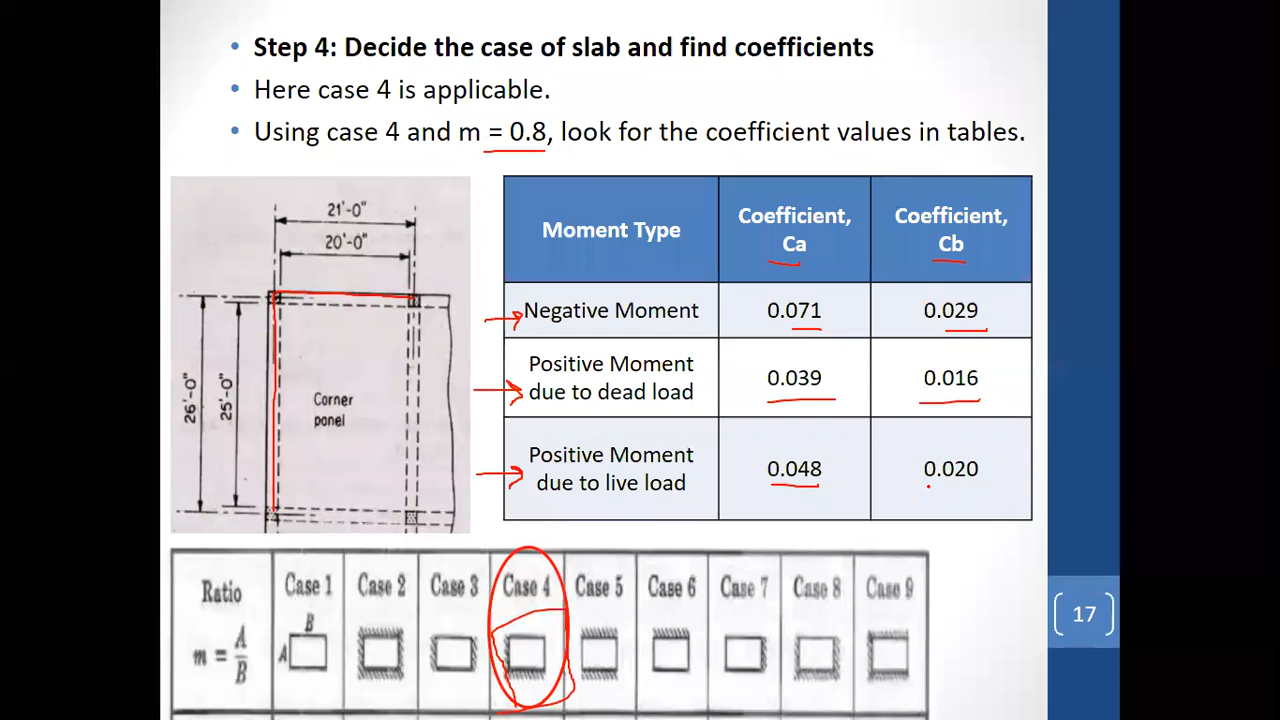 • Step 4: Decide the case of slab and find coefficients
• Here case 4 is applicable.
• Using case 4 and m = 0.8, look for the coefficient values in tables.
21'-0"
20'-0"
26'-0"
25'-0"
Corner
panel
Moment Type
Coefficient,
Ca
Coefficient,
Cb
Negative Moment
0.071
0.029
Positive Moment
due to dead load
0.039
0.016
Positive Moment
due to live load
0.048
0.020
Ratio
m = A/B
Case 1
B
A
Case 2
Case 3
Case 4
Case 5
Case 6
Case 7
Case 8
Case 9
17